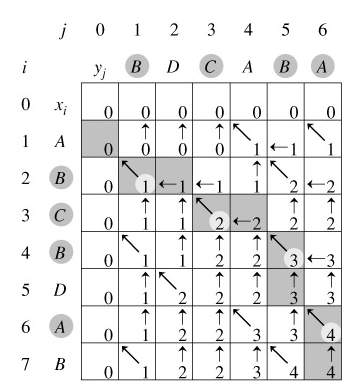 j 0 1 2 3 4 5 6
i y_j B D C A B A
0 x_i 0 0 0 0 0 0 0
1 A 0 ↑0 ↑0 ↑0 ↖1 ←1 ↖1
2 B 0 ↖1 ←1 ←1 ↑1 ↖2 ←2
3 C 0 ↑1 ↑1 ↖2 ←2 ↑2 ↑2
4 B 0 ↖1 ↑1 ↑2 ↑2 ↖3 ←3
5 D 0 ↑1 ↖2 ↑2 ↑2 ↑3 ↑3
6 A 0 ↑1 ↑2 ↑2 ↖3 ↑3 ↖4
7 B 0 ↖1 ↑2 ↑2 ↑3 ↖4 ↑4